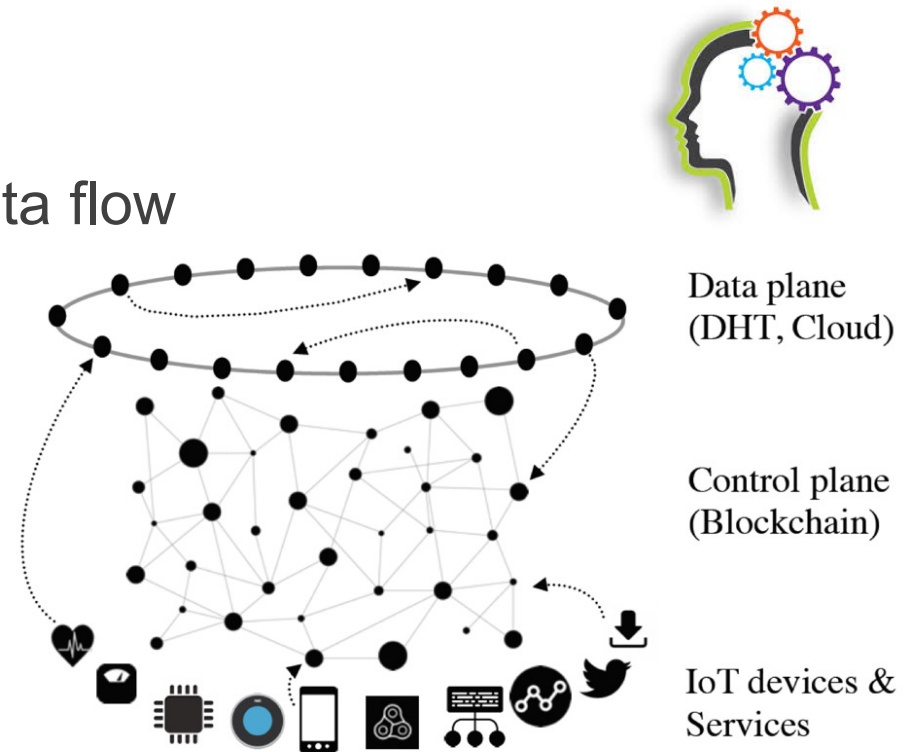 ta flow
Data plane
(DHT, Cloud)
Control plane
(Blockchain)
IoT devices &
Services